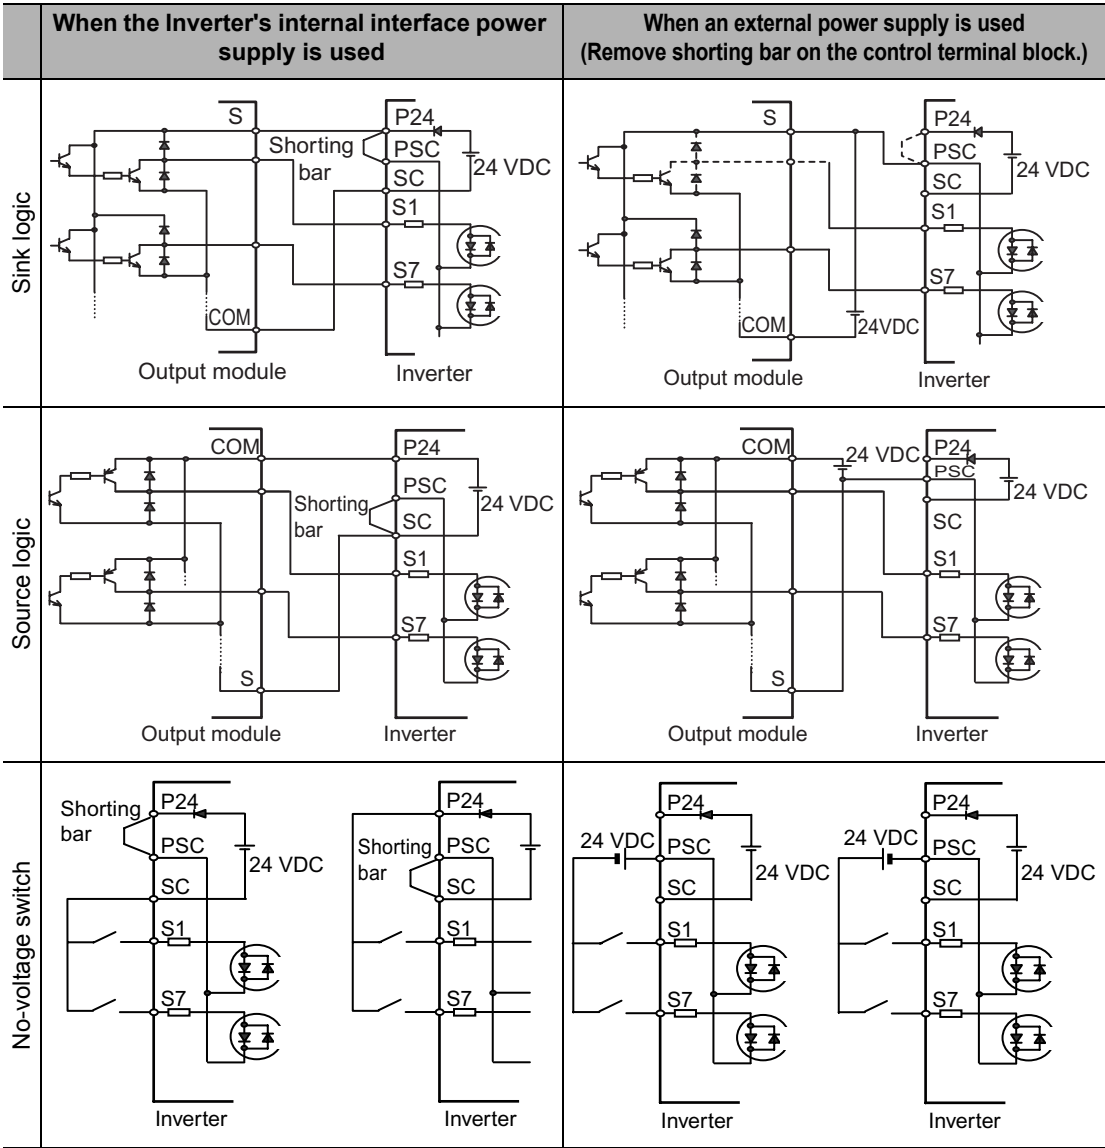 When the Inverter's internal interface power
supply is used
When an external power supply is used
(Remove shorting bar on the control terminal block.)
Sink logic
S
P24
Shorting
bar
PSC
24 VDC
SC
S1
S7
COM
Output module
Inverter
S
P24
PSC
24 VDC
SC
S1
S7
COM
24VDC
Output module
Inverter
Source logic
COM
P24
PSC
Shorting
bar
24 VDC
SC
S1
S7
S
Output module
Inverter
COM
24 VDC
P24
PSC
24 VDC
SC
S1
S7
S
Output module
Inverter
No-voltage switch
Shorting
bar
P24
PSC
24 VDC
SC
S1
S7
Inverter
P24
Shorting
bar
PSC
SC
S1
S7
Inverter
P24
24 VDC
PSC
24 VDC
SC
S1
S7
Inverter
P24
24 VDC
PSC
24 VDC
SC
S1
S7
Inverter